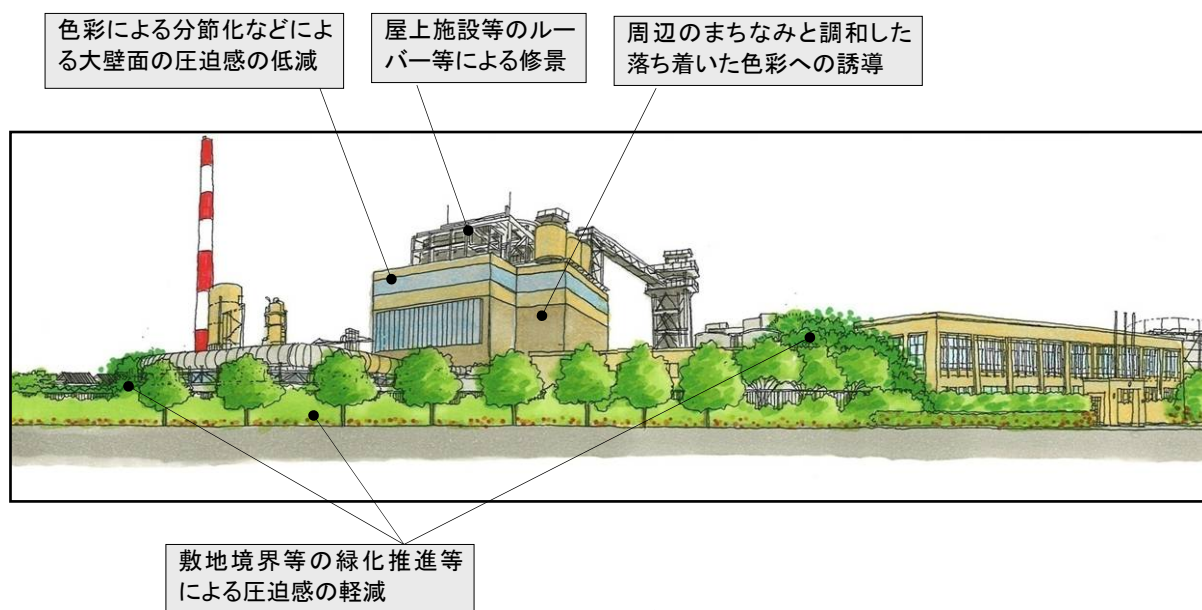 色彩による分節化などによ
る大壁面の圧迫感の低減
屋上施設等のルー
バー等による修景
周辺のまちなみと調和した
落ち着いた色彩への誘導
敷地境界等の緑化推進等
による圧迫感の軽減